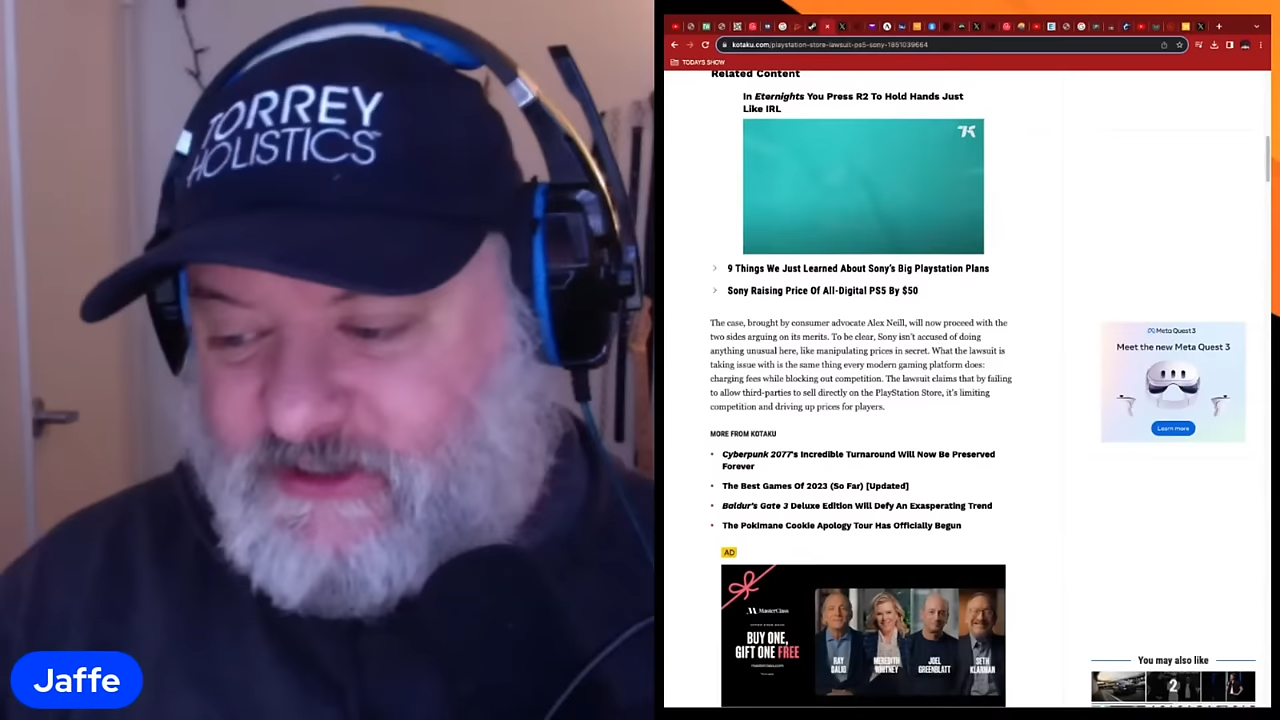 TORREY
HOLISTICS
Jaffe
kotaku.com/playstation-store-lawsuit-ps5-sony-1851039664
TODAYS SHOW
Related Content
In Eternights You Press R2 To Hold Hands Just
Like IRL
9 Things We Just Learned About Sony's Big Playstation Plans
Sony Raising Price Of All-Digital PS5 By $50
The case, brought by consumer advocate Alex Neill, will now proceed with the
two sides arguing on its merits. To be clear, Sony isn't accused of doing
anything unusual here, like manipulating prices in secret. What the lawsuit is
taking issue with is the same thing every modern gaming platform does:
charging fees while blocking out competition. The lawsuit claims that by failing
to allow third-parties to sell directly on the PlayStation Store, it's limiting
competition and driving up prices for players.
MORE FROM KOTAKU
Cyberpunk 2077's Incredible Turnaround Will Now Be Preserved
Forever
The Best Games Of 2023 (So Far) [Updated]
Baldur's Gate 3 Deluxe Edition Will Defy An Exasperating Trend
The Pokimane Cookie Apology Tour Has Officially Begun
AD
MasterClass
BUY ONE,
GIFT ONE FREE
RAY
DALIO
MEREDITH
WHITNEY
JOEL
GREENBLATT
SETH
KLARMAN
Meta Quest 3
Meet the new Meta Quest 3
Learn more
You may also like
2